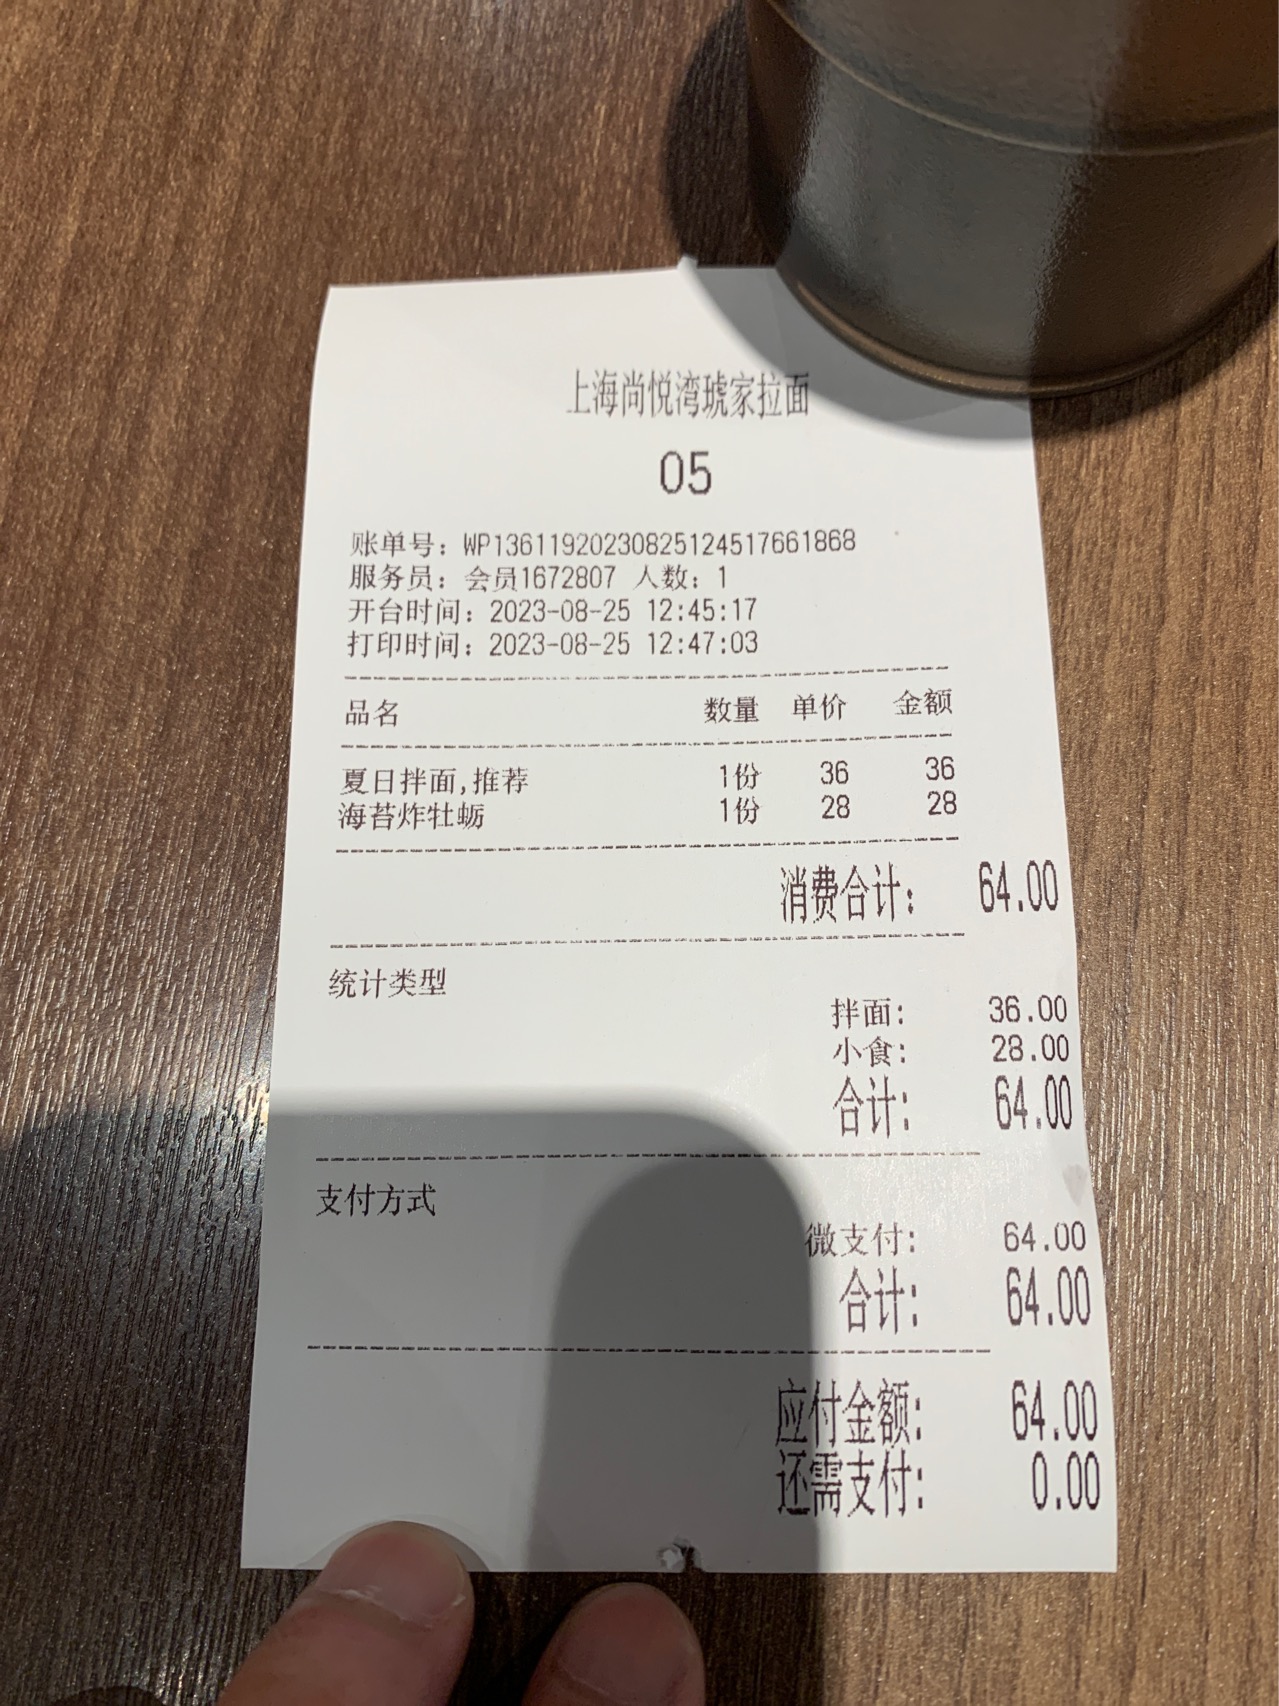 上海尚悦湾琥家拉面
05
账单号：WP13611920230825124517661868
服务员：会员1672807 人数：1
开台时间：2023-08-25 12:45:17
打印时间：2023-08-25 12:47:03
品名 数量 单价 金额
夏日拌面,推荐 1份 36 36
海苔炸牡蛎 1份 28 28
消费合计： 64.00
统计类型
拌面： 36.00
小食： 28.00
合计： 64.00
支付方式
微支付： 64.00
合计： 64.00
应付金额： 64.00
还需支付： 0.00